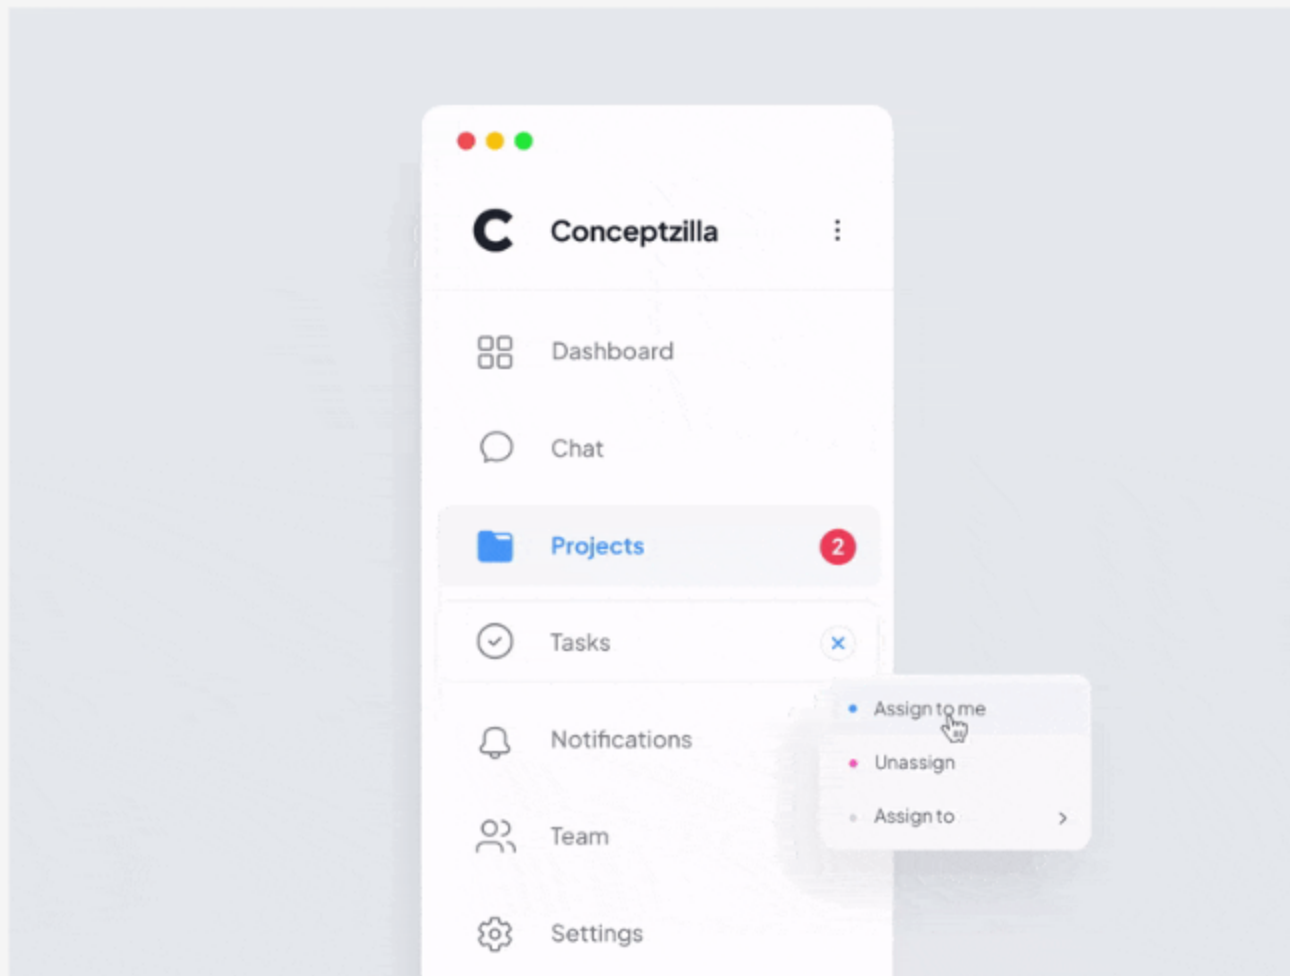 Conceptzilla
Dashboard
Chat
Projects
2
Tasks
Assign to me
Unassign
Assign to
Notifications
Team
Settings